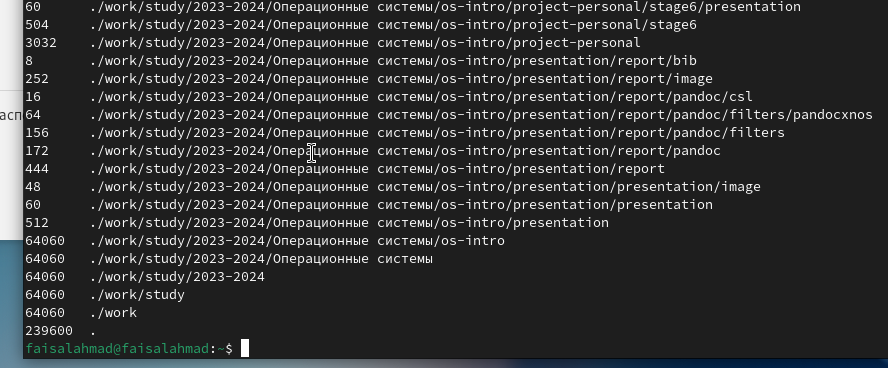 60      ./work/study/2023-2024/Операционные системы/os-intro/project-personal/stage6/presentation
504     ./work/study/2023-2024/Операционные системы/os-intro/project-personal/stage6
3032    ./work/study/2023-2024/Операционные системы/os-intro/project-personal
8       ./work/study/2023-2024/Операционные системы/os-intro/presentation/report/bib
252     ./work/study/2023-2024/Операционные системы/os-intro/presentation/report/image
16      ./work/study/2023-2024/Операционные системы/os-intro/presentation/report/pandoc/csl
64      ./work/study/2023-2024/Операционные системы/os-intro/presentation/report/pandoc/filters/pandocxnos
156     ./work/study/2023-2024/Операционные системы/os-intro/presentation/report/pandoc/filters
172     ./work/study/2023-2024/Операционные системы/os-intro/presentation/report/pandoc
444     ./work/study/2023-2024/Операционные системы/os-intro/presentation/report
48      ./work/study/2023-2024/Операционные системы/os-intro/presentation/presentation/image
60      ./work/study/2023-2024/Операционные системы/os-intro/presentation/presentation
512     ./work/study/2023-2024/Операционные системы/os-intro/presentation
64060   ./work/study/2023-2024/Операционные системы/os-intro
64060   ./work/study/2023-2024/Операционные системы
64060   ./work/study/2023-2024
64060   ./work/study
64060   ./work
239600  .
faisalahmad@faisalahmad:~$